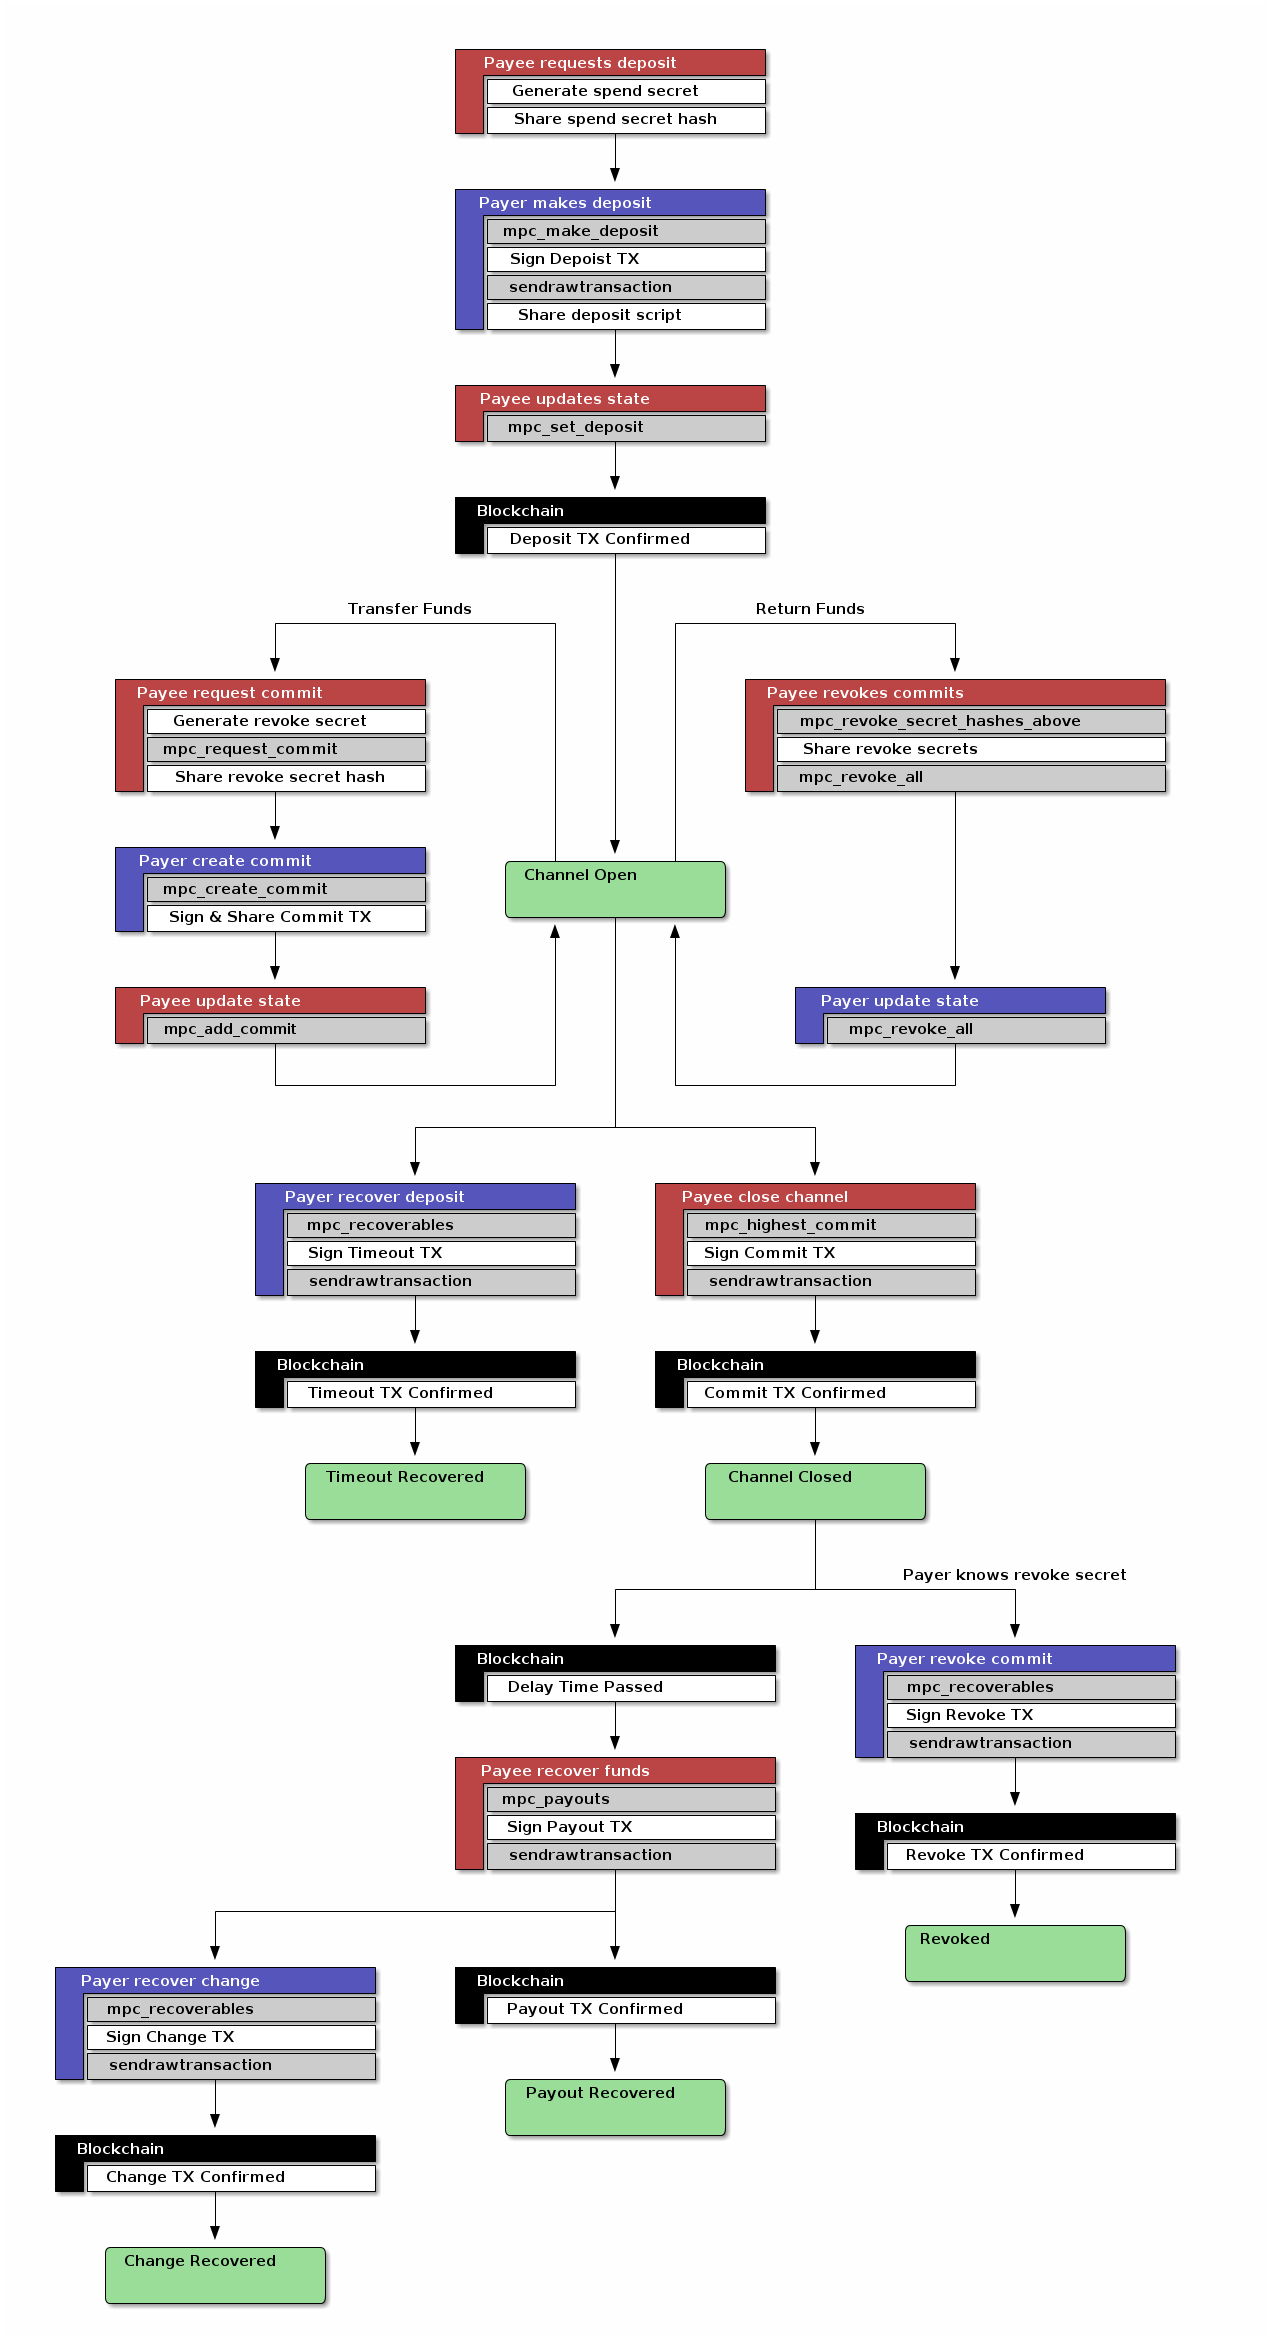 Payee requests deposit
Generate spend secret
Share spend secret hash
Payer makes deposit
mpc_make_deposit
Sign Depoist TX
sendrawtransaction
Share deposit script
Payee updates state
mpc_set_deposit
Blockchain
Deposit TX Confirmed
Transfer Funds
Return Funds
Payee request commit
Generate revoke secret
mpc_request_commit
Share revoke secret hash
Payee revokes commits
mpc_revoke_secret_hashes_above
Share revoke secrets
mpc_revoke_all
Payer create commit
mpc_create_commit
Sign & Share Commit TX
Channel Open
Payee update state
mpc_add_commit
Payer update state
mpc_revoke_all
Payer recover deposit
mpc_recoverables
Sign Timeout TX
sendrawtransaction
Payee close channel
mpc_highest_commit
Sign Commit TX
sendrawtransaction
Blockchain
Timeout TX Confirmed
Blockchain
Commit TX Confirmed
Timeout Recovered
Channel Closed
Payer knows revoke secret
Blockchain
Delay Time Passed
Payer revoke commit
mpc_recoverables
Sign Revoke TX
sendrawtransaction
Payee recover funds
mpc_payouts
Sign Payout TX
sendrawtransaction
Blockchain
Revoke TX Confirmed
Revoked
Payer recover change
mpc_recoverables
Sign Change TX
sendrawtransaction
Blockchain
Payout TX Confirmed
Payout Recovered
Blockchain
Change TX Confirmed
Change Recovered